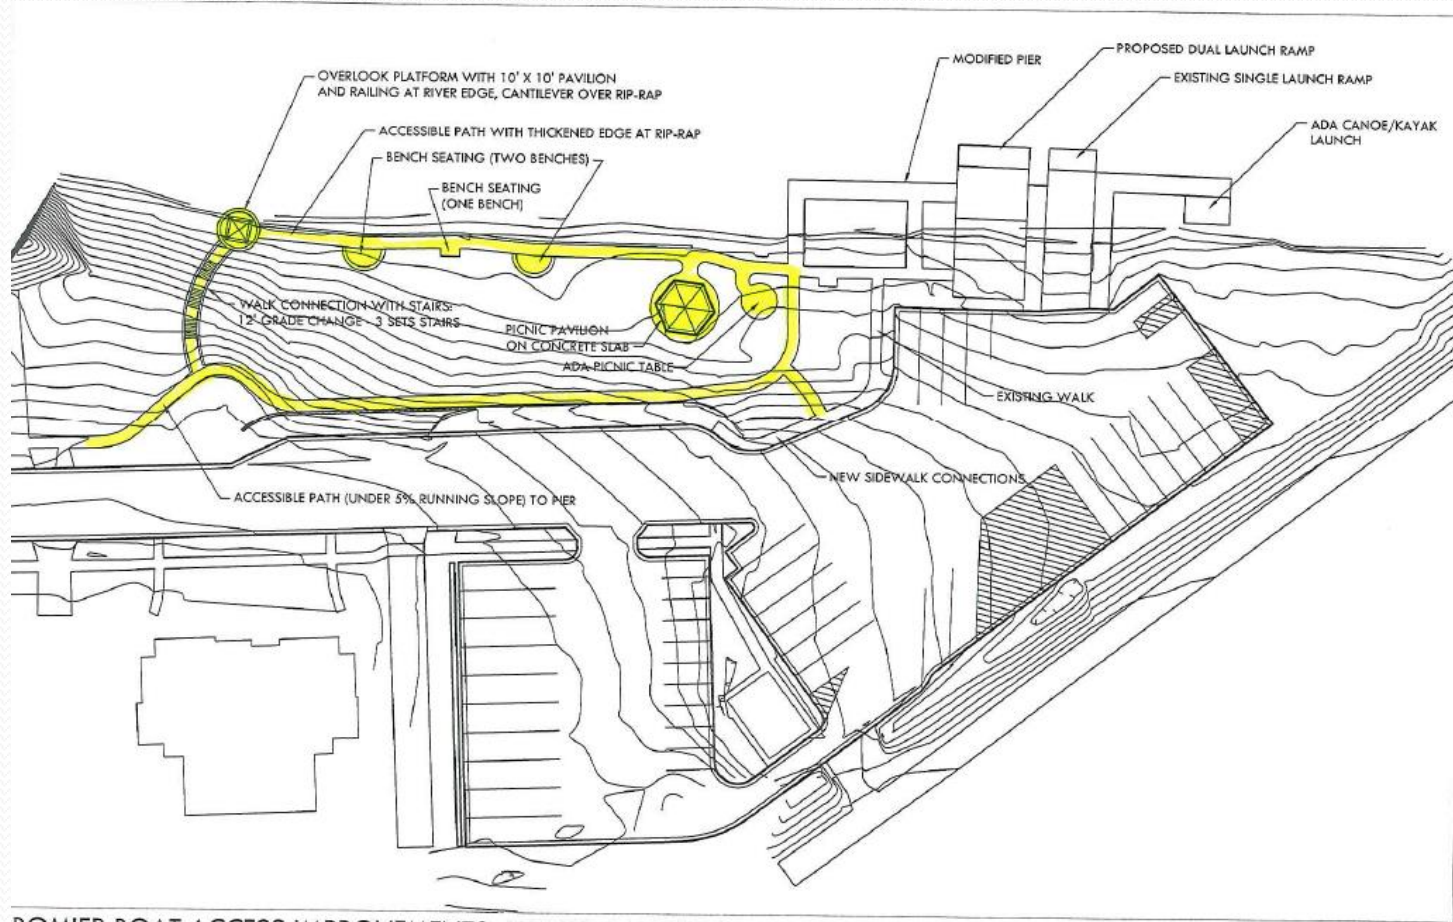 OVERLOOK PLATFORM WITH 10' X 10' PAVILION
AND RAILING AT RIVER EDGE, CANTILEVER OVER RIP-RAP
ACCESSIBLE PATH WITH THICKENED EDGE AT RIP-RAP
BENCH SEATING (TWO BENCHES)
BENCH SEATING
(ONE BENCH)
MODIFIED PIER
PROPOSED DUAL LAUNCH RAMP
EXISTING SINGLE LAUNCH RAMP
ADA CANOE/KAYAK
LAUNCH
WALK CONNECTION WITH STAIRS:
12' GRADE CHANGE - 3 SETS STAIRS
PICNIC PAVILION
ON CONCRETE SLAB
ADA PICNIC TABLE
EXISTING WALK
NEW SIDEWALK CONNECTIONS
ACCESSIBLE PATH (UNDER 5% RUNNING SLOPE) TO PIER
BOAT ACCESS IMPROVEMENTS